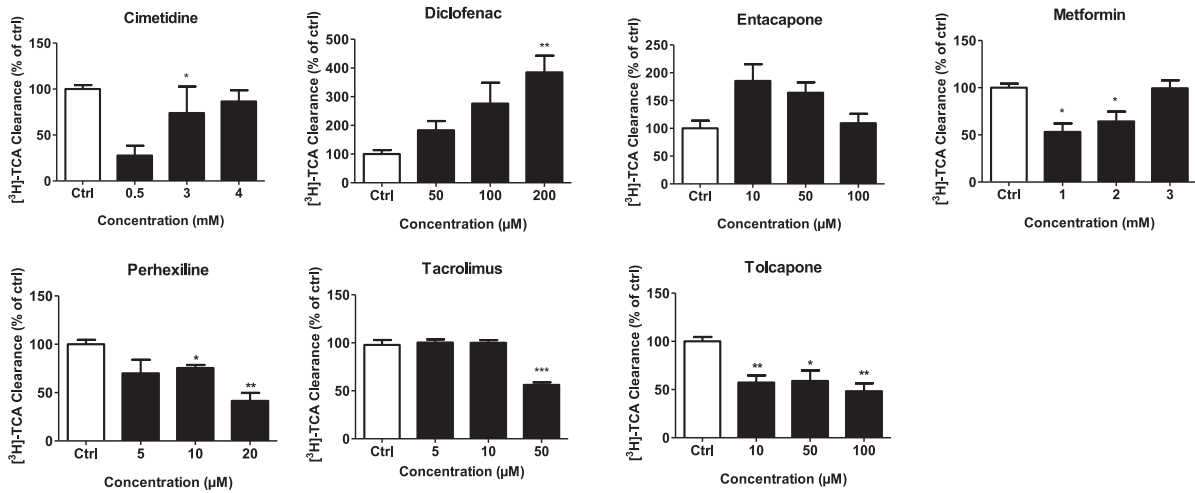 Cimetidine
[³H]-TCA Clearance (% of ctrl)
150
100
50
0
*
Ctrl 0.5 3 4
Concentration (mM)
Diclofenac
[³H]-TCA Clearance (% of ctrl)
500
400
300
200
100
0
**
Ctrl 50 100 200
Concentration (µM)
Entacapone
[³H]-TCA Clearance (% of ctrl)
250
200
150
100
50
0
Ctrl 10 50 100
Concentration (µM)
Metformin
[³H]-TCA Clearance (% of ctrl)
150
100
50
0
* *
Ctrl 1 2 3
Concentration (mM)
Perhexiline
[³H]-TCA Clearance (% of ctrl)
150
100
50
0
* **
Ctrl 5 10 20
Concentration (µM)
Tacrolimus
[³H]-TCA Clearance (% of ctrl)
150
100
50
0
***
Ctrl 5 10 50
Concentration (µM)
Tolcapone
[³H]-TCA Clearance (% of ctrl)
150
100
50
0
** * **
Ctrl 10 50 100
Concentration (µM)